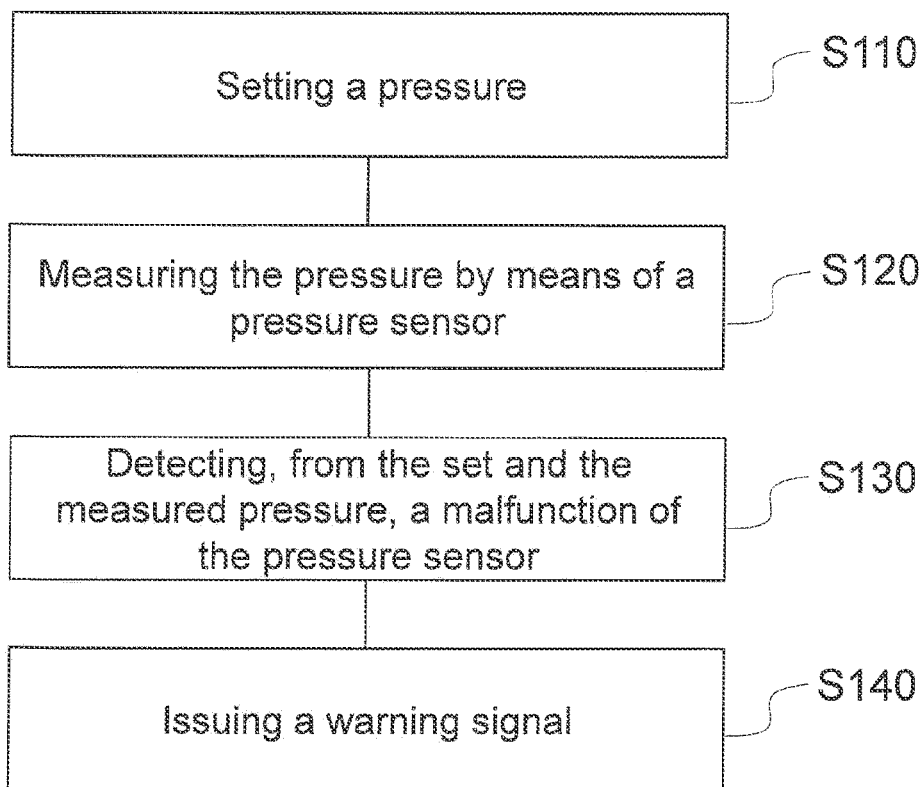 Setting a pressure
S110
Measuring the pressure by means of a
pressure sensor
S120
Detecting, from the set and the
measured pressure, a malfunction of
the pressure sensor
S130
Issuing a warning signal
S140